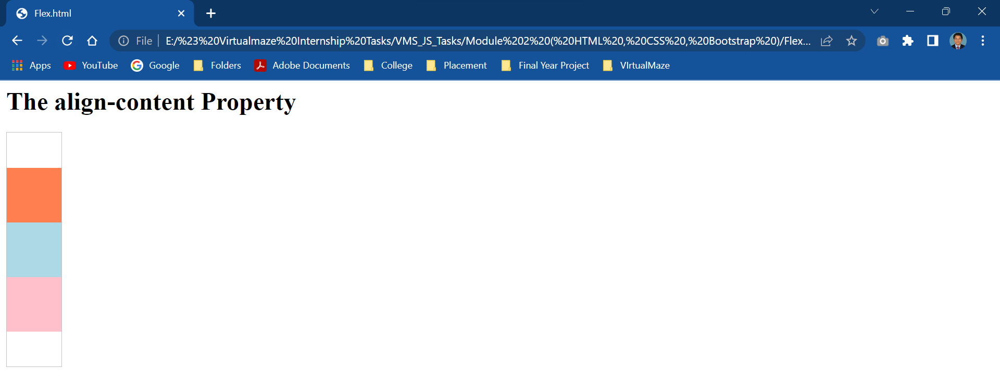 Flex.html
File E:/%23%20Virtualmaze%20Internship%20Tasks/VMS_JS_Tasks/Module%202%20(%20HTML%20,%20CSS%20,%20Bootstrap%20)/Flex...
Apps YouTube Google Folders Adobe Documents College Placement Final Year Project VIrtualMaze
The align-content Property